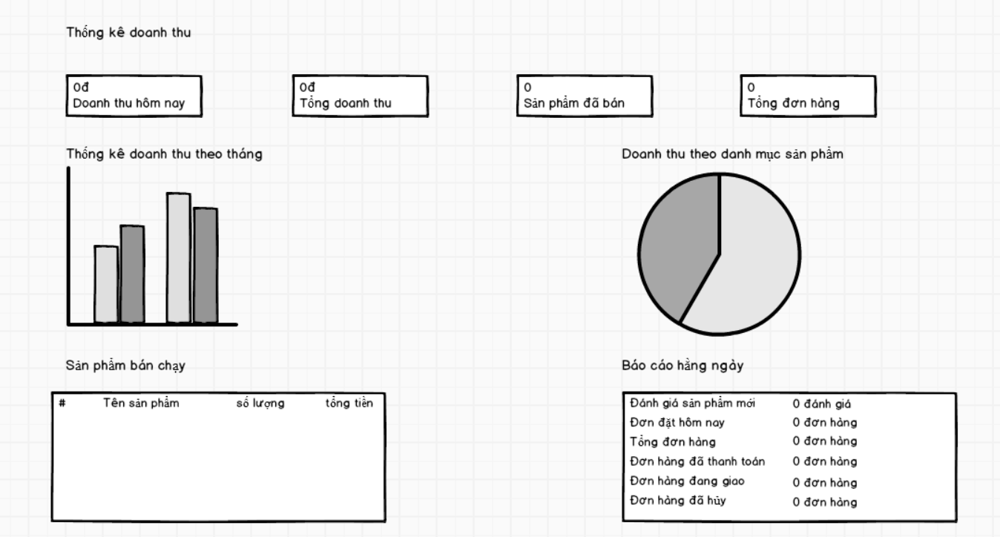 Thống kê doanh thu
0đ
Doanh thu hôm nay
0đ
Tổng doanh thu
0
Sản phẩm đã bán
0
Tổng đơn hàng
Thống kê doanh thu theo tháng
Doanh thu theo danh mục sản phẩm
Sản phẩm bán chạy
# Tên sản phẩm số lượng tổng tiền
Báo cáo hằng ngày
Đánh giá sản phẩm mới 0 đánh giá
Đơn đặt hôm nay 0 đơn hàng
Tổng đơn hàng 0 đơn hàng
Đơn hàng đã thanh toán 0 đơn hàng
Đơn hàng đang giao 0 đơn hàng
Đơn hàng đã hủy 0 đơn hàng